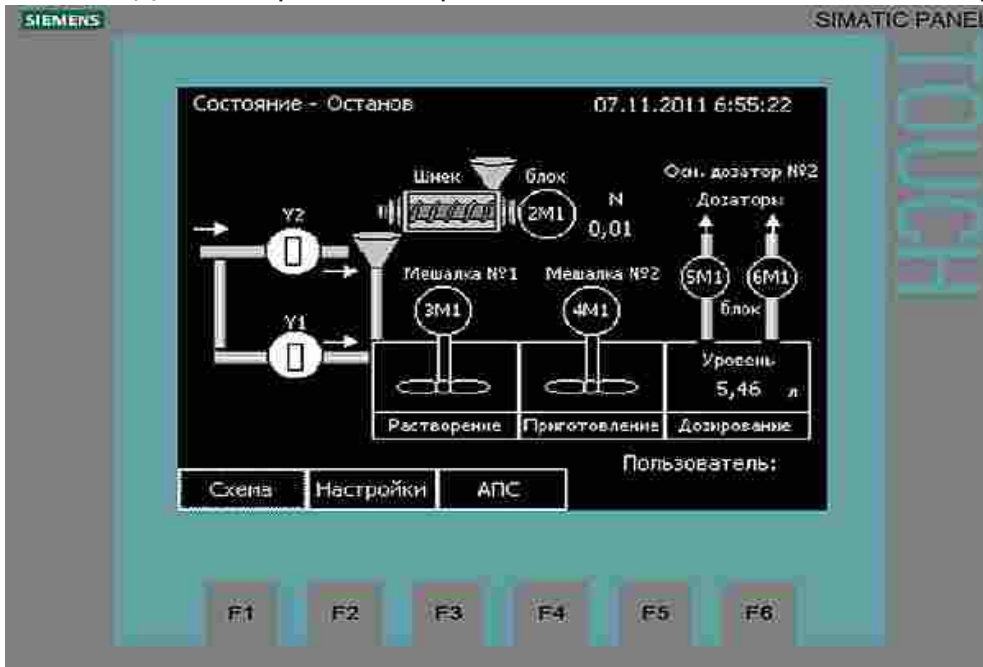 SIEMENS
SIMATIC PANEL
TOUCH
Состояние - Останов
07.11.2011 6:55:22
Шнек
блок
Осн. дозатор №2
Дозаторы
2M1
N
0,01
Y2
Мешалка №1
Мешалка №2
5M1
6M1
блок
3M1
4M1
Y1
Уровень
5,46 л
Растворение
Приготовление
Дозирование
Пользователь:
Схема
Настройки
АПС
F1
F2
F3
F4
F5
F6